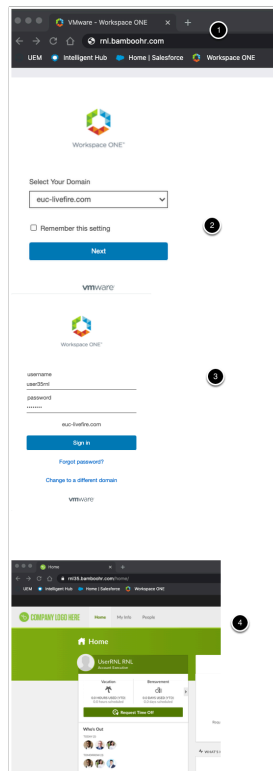 VMware - Workspace ONE
1
rnl.bamboohr.com
UEM Intelligent Hub Home | Salesforce Workspace ONE
Workspace ONE
Select Your Domain
euc-livefire.com
2
Remember this setting
Next
vmware
Workspace ONE
username
user35rnl
3
password
euc-livefire.com
Sign in
Forgot password?
Change to a different domain
vmware
Home
rnl35.bamboohr.com/home/
UEM Intelligent Hub Home | Salesforce Workspace ONE
COMPANY LOGO HERE Home My Info People
4
Home
UserRNL RNL
Account Executive
Vacation Bereavement
Request Time Off
Who's Out